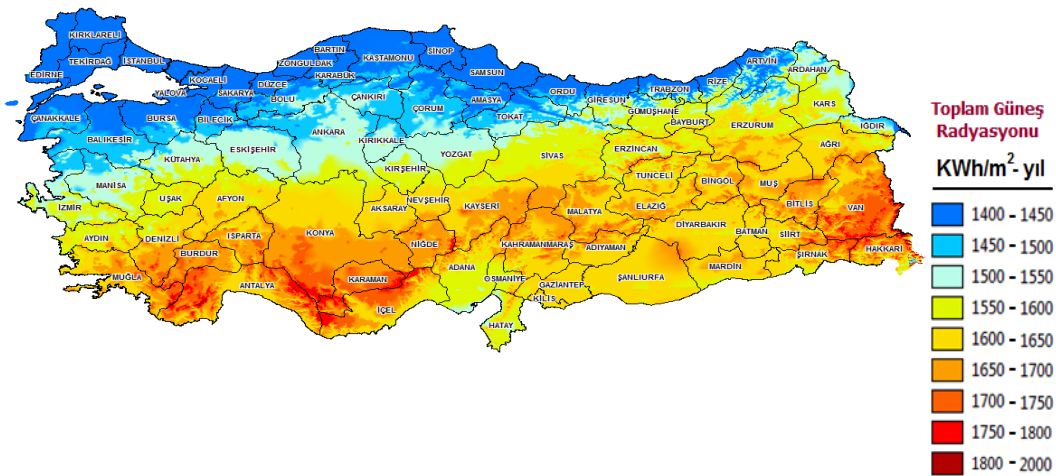 KIRKLARELİ
TEKİRDAĞ
İSTANBUL
EDİRNE
KOCAELİ
YALOVA
SAKARYA
DÜZCE
ZONGULDAK
BARTIN
KARABÜK
KASTAMONU
SİNOP
SAMSUN
BOLU
ÇANKIRI
ÇORUM
AMASYA
TOKAT
ORDU
GİRESUN
TRABZON
RİZE
ARTVİN
ARDAHAN
GÜMÜŞHANE
BAYBURT
KARS
ÇANAKKALE
BALIKESİR
BURSA
BİLECİK
ESKİŞEHİR
ANKARA
KIRIKKALE
YOZGAT
SİVAS
ERZİNCAN
ERZURUM
IĞDIR
AĞRI
KÜTAHYA
MANİSA
KIRŞEHİR
NEVŞEHİR
TUNCELİ
BİNGÖL
MUŞ
İZMİR
UŞAK
AFYON
AKSARAY
KAYSERİ
MALATYA
ELAZIĞ
BİTLİS
VAN
AYDIN
DENİZLİ
ISPARTA
KONYA
NİĞDE
KAHRAMANMARAŞ
ADIYAMAN
DİYARBAKIR
BATMAN
SİİRT
HAKKARİ
ŞIRNAK
MUĞLA
BURDUR
ANTALYA
KARAMAN
İÇEL
ADANA
OSMANİYE
GAZİANTEP
KİLİS
ŞANLIURFA
MARDİN
HATAY
Toplam Güneş
Radyasyonu
KWh/m²- yıl
1400 - 1450
1450 - 1500
1500 - 1550
1550 - 1600
1600 - 1650
1650 - 1700
1700 - 1750
1750 - 1800
1800 - 2000